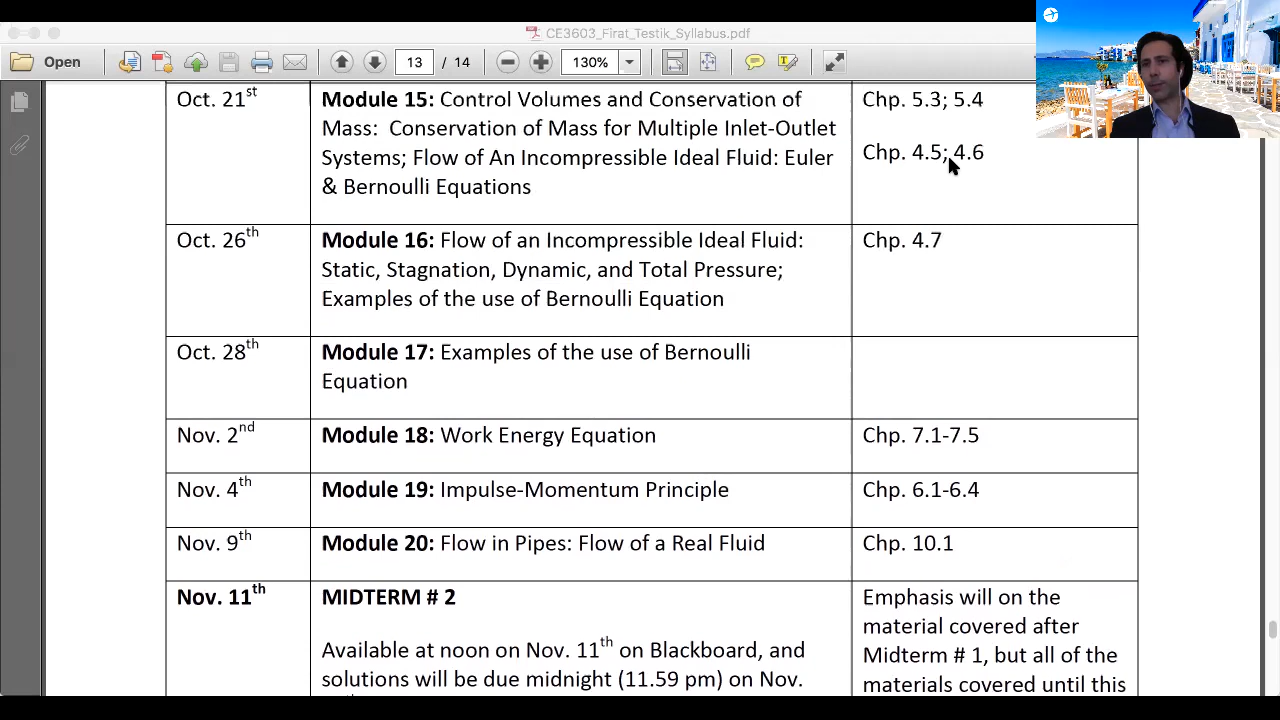 CE3603_Firat_Testik_Syllabus.pdf
Open 13 / 14 130%
Oct. 21st Module 15: Control Volumes and Conservation of Chp. 5.3; 5.4
Mass: Conservation of Mass for Multiple Inlet-Outlet
Systems; Flow of An Incompressible Ideal Fluid: Euler Chp. 4.5; 4.6
& Bernoulli Equations
Oct. 26th Module 16: Flow of an Incompressible Ideal Fluid: Chp. 4.7
Static, Stagnation, Dynamic, and Total Pressure;
Examples of the use of Bernoulli Equation
Oct. 28th Module 17: Examples of the use of Bernoulli
Equation
Nov. 2nd Module 18: Work Energy Equation Chp. 7.1-7.5
Nov. 4th Module 19: Impulse-Momentum Principle Chp. 6.1-6.4
Nov. 9th Module 20: Flow in Pipes: Flow of a Real Fluid Chp. 10.1
Nov. 11th MIDTERM # 2 Emphasis will on the
material covered after
Available at noon on Nov. 11th on Blackboard, and Midterm # 1, but all of the
solutions will be due midnight (11.59 pm) on Nov. materials covered until this